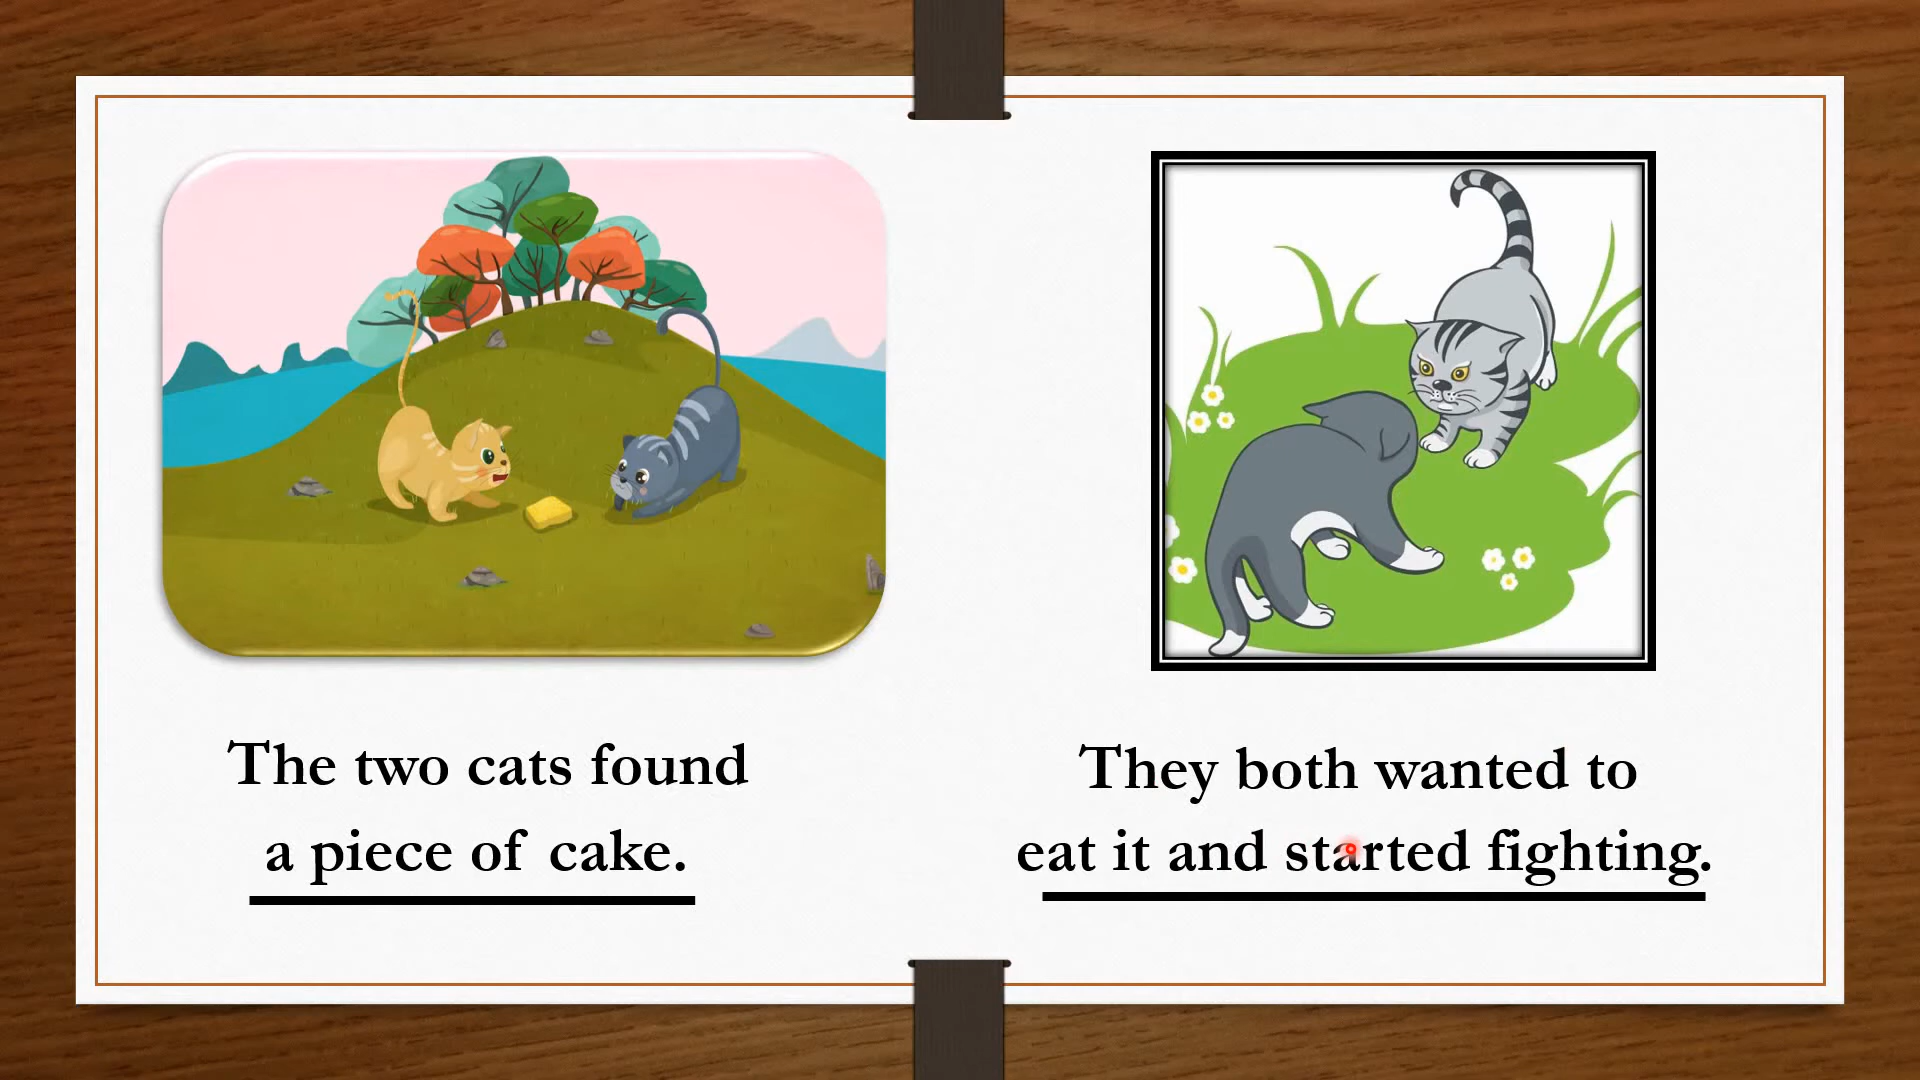 The two cats found
a piece of cake.
They both wanted to
eat it and started fighting.